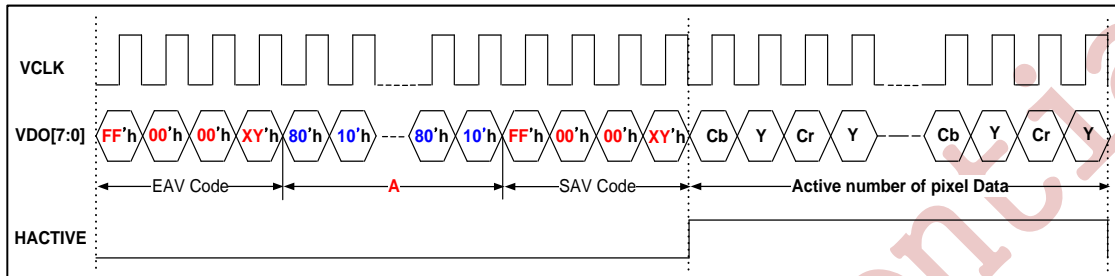 VCLK
VDO[7:0] FF'h 00'h 00'h XY'h 80'h 10'h 80'h 10'h FF'h 00'h 00'h XY'h Cb Y Cr Y Cb Y Cr Y
EAV Code A SAV Code Active number of pixel Data
HACTIVE